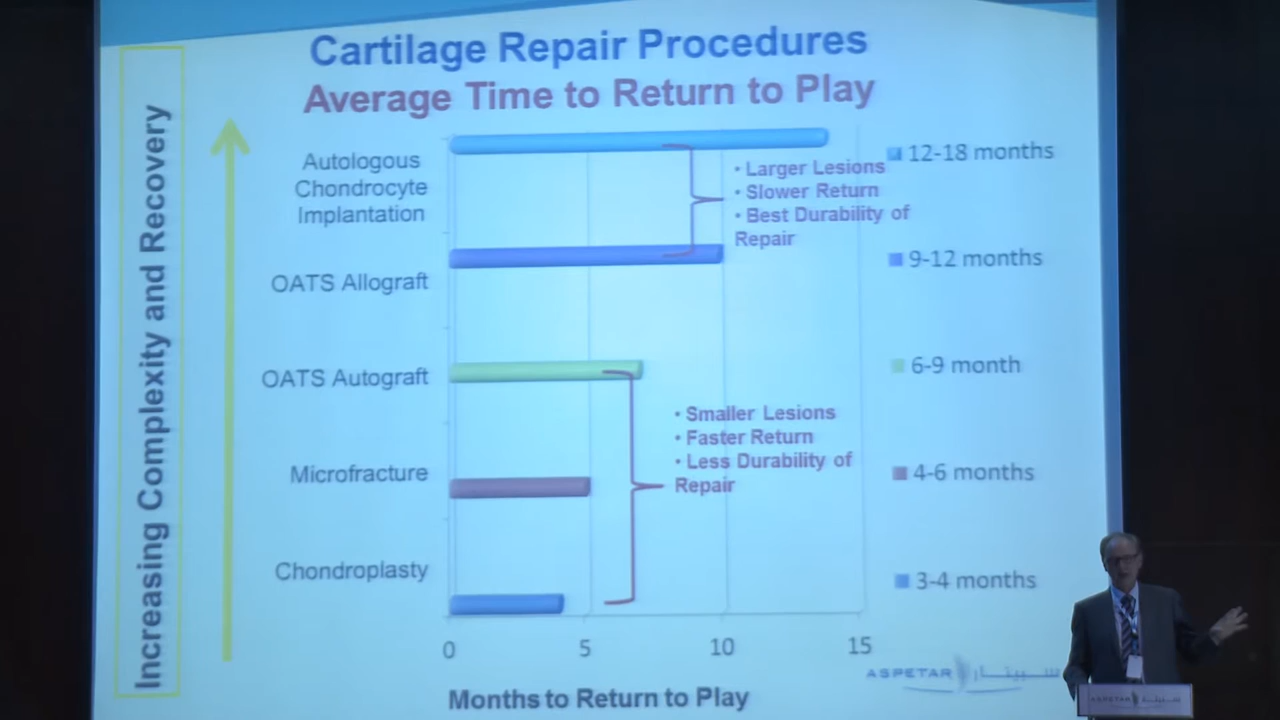 Cartilage Repair Procedures
Average Time to Return to Play
Increasing Complexity and Recovery
Autologous
Chondrocyte
Implantation
OATS Allograft
OATS Autograft
Microfracture
Chondroplasty
• Larger Lesions
• Slower Return
• Best Durability of
Repair
• Smaller Lesions
• Faster Return
• Less Durability of
Repair
12-18 months
9-12 months
6-9 month
4-6 months
3-4 months
0 5 10 15
Months to Return to Play
ASPETAR سبيتار
ASPETAR سبيتار